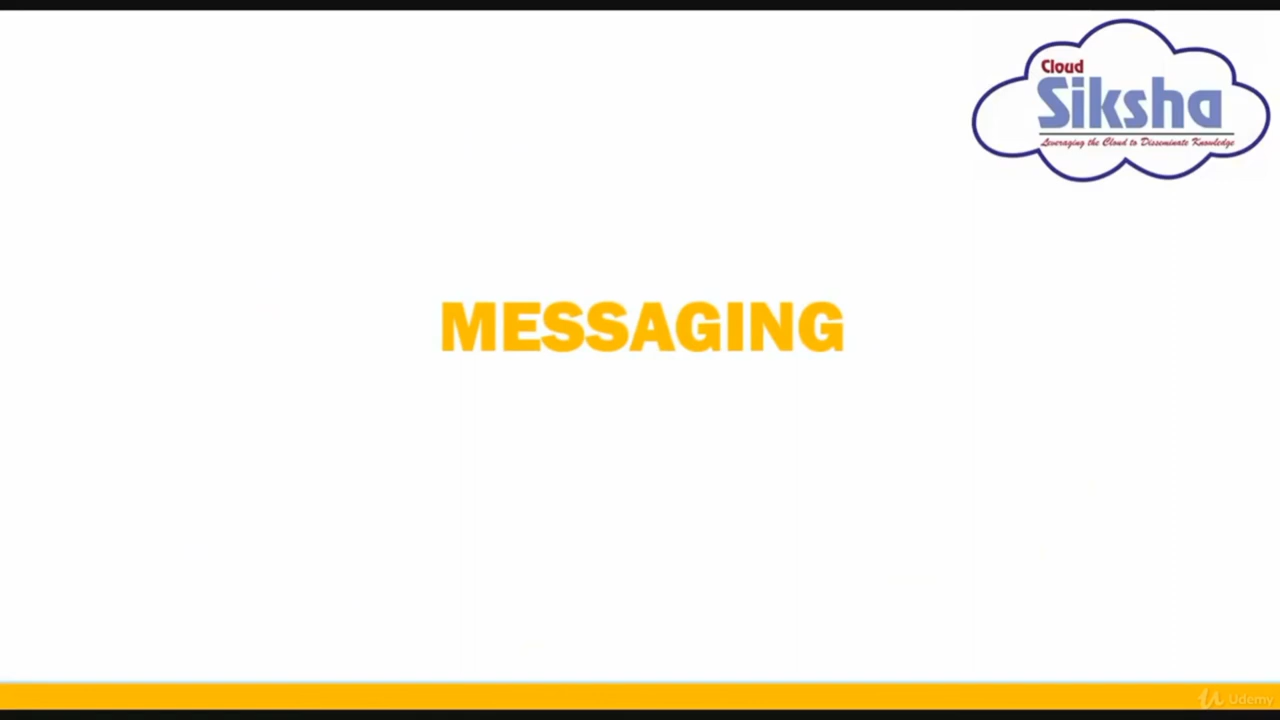 Cloud
Siksha
Leveraging the Cloud to Disseminate Knowledge
MESSAGING
Udemy